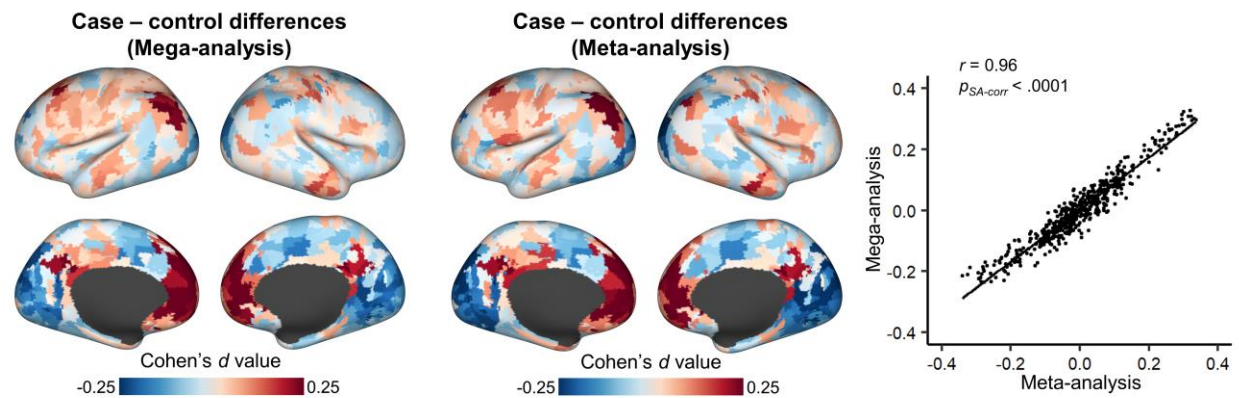 Case – control differences
(Mega-analysis)
Cohen's d value
-0.25
0.25
Case – control differences
(Meta-analysis)
Cohen's d value
-0.25
0.25
r = 0.96
pSA-corr < .0001
Mega-analysis
0.4
0.2
0.0
-0.2
-0.4
-0.4 -0.2 0.0 0.2 0.4
Meta-analysis